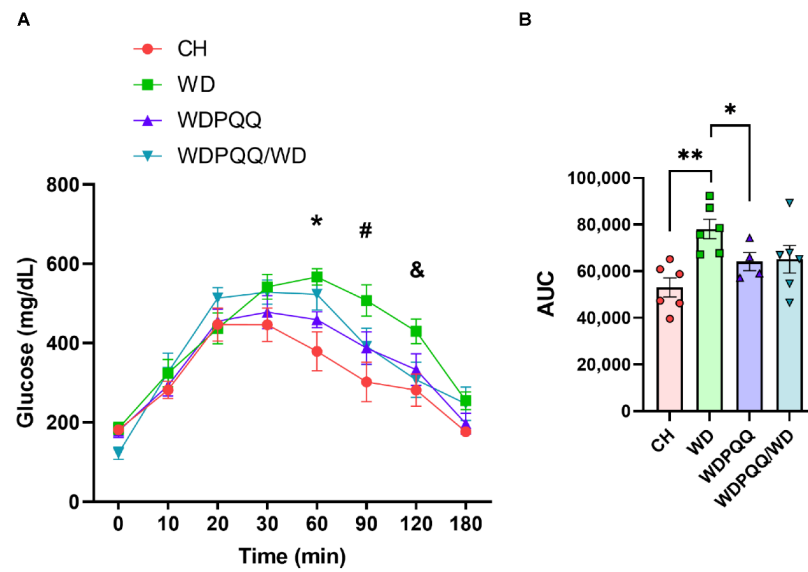 A
CH
WD
WDPQQ
WDPQQ/WD
800
600
400
200
0
Glucose (mg/dL)
* # &
0 10 20 30 60 90 120 180
Time (min)
B
*
**
100,000
80,000
60,000
40,000
20,000
0
AUC
CH WD WDPQQ WDPQQ/WD